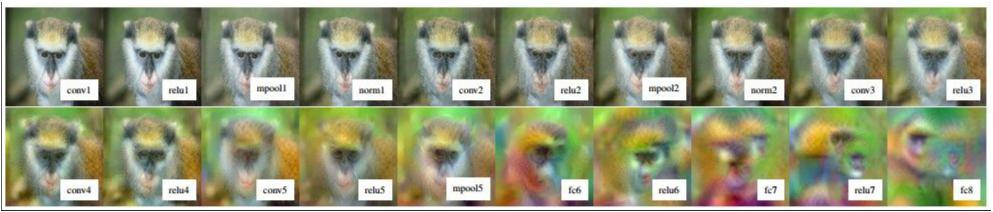 conv1 relu1 mpool1 norm1 conv2 relu2 mpool2 norm2 conv3 relu3
conv4 relu4 conv5 relu5 mpool5 fc6 relu6 fc7 relu7 fc8